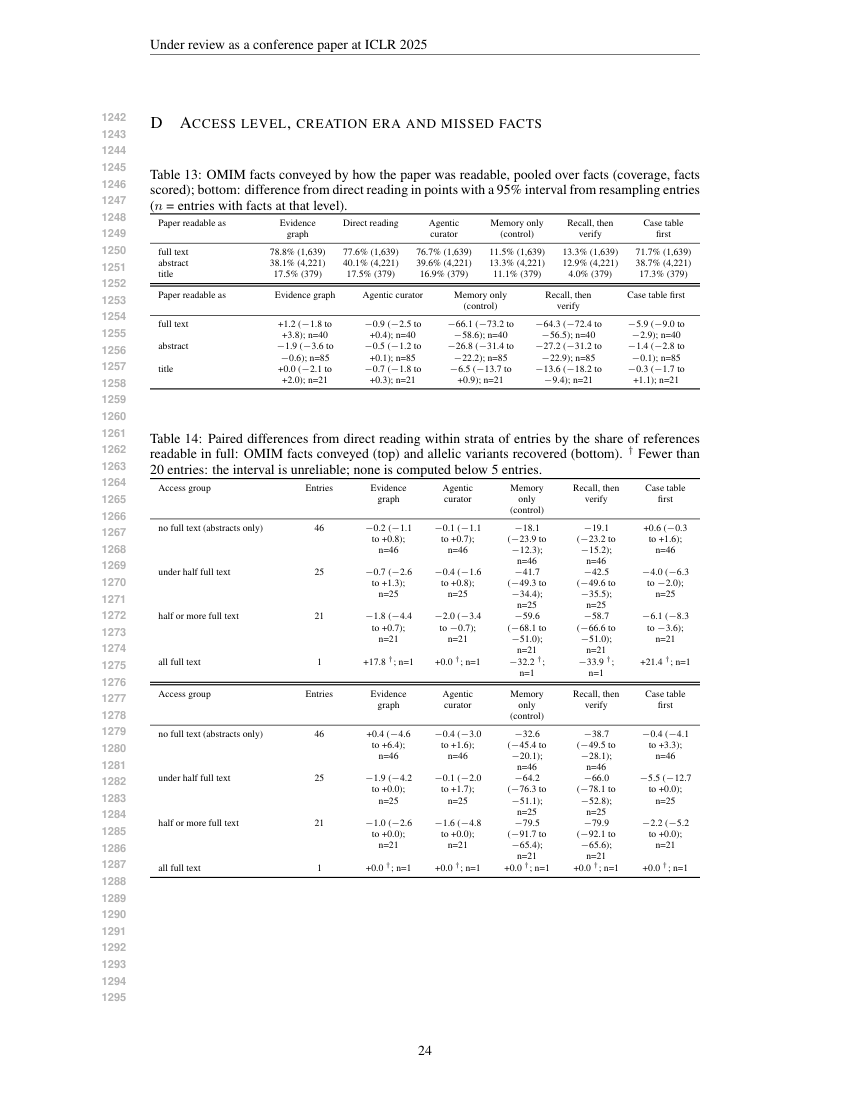 Under review as a conference paper at ICLR 2025
1242
1243
1244
1245
1246
1247
1248
1249
1250
1251
1252
1253
1254
1255
1256
1257
1258
1259
1260
1261
1262
1263
1264
1265
1266
1267
1268
1269
1270
1271
1272
1273
1274
1275
1276
1277
1278
1279
1280
1281
1282
1283
1284
1285
1286
1287
1288
1289
1290
1291
1292
1293
1294
1295
D ACCESS LEVEL, CREATION ERA AND MISSED FACTS
Table 13: OMIM facts conveyed by how the paper was readable, pooled over facts (coverage, facts
scored); bottom: difference from direct reading in points with a 95% interval from resampling entries
(n = entries with facts at that level).
Paper readable as Evidence Direct reading Agentic Memory only Recall, then Case table
graph curator (control) verify first
full text 78.8% (1,639) 77.6% (1,639) 76.7% (1,639) 11.5% (1,639) 13.3% (1,639) 71.7% (1,639)
abstract 38.1% (4,221) 40.1% (4,221) 39.6% (4,221) 13.3% (4,221) 12.9% (4,221) 38.7% (4,221)
title 17.5% (379) 17.5% (379) 16.9% (379) 11.1% (379) 4.0% (379) 17.3% (379)
Paper readable as Evidence graph Agentic curator Memory only Recall, then Case table first
(control) verify
full text +1.2 (−1.8 to −0.9 (−2.5 to −66.1 (−73.2 to −64.3 (−72.4 to −5.9 (−9.0 to
+3.8); n=40 +0.4); n=40 −58.6); n=40 −56.5); n=40 −2.9); n=40
abstract −1.9 (−3.6 to −0.5 (−1.2 to −26.8 (−31.4 to −27.2 (−31.2 to −1.4 (−2.8 to
−0.6); n=85 +0.1); n=85 −22.2); n=85 −22.9); n=85 −0.1); n=85
title +0.0 (−2.1 to −0.7 (−1.8 to −6.5 (−13.7 to −13.6 (−18.2 to −0.3 (−1.7 to
+2.0); n=21 +0.3); n=21 +0.9); n=21 −9.4); n=21 +1.1); n=21
Table 14: Paired differences from direct reading within strata of entries by the share of references
readable in full: OMIM facts conveyed (top) and allelic variants recovered (bottom). † Fewer than
20 entries: the interval is unreliable; none is computed below 5 entries.
Access group Entries Evidence Agentic Memory Recall, then Case table
graph curator only verify first
(control)
no full text (abstracts only) 46 −0.2 (−1.1 −0.1 (−1.1 −18.1 −19.1 +0.6 (−0.3
to +0.8); to +0.7); (−23.9 to (−23.2 to to +1.6);
n=46 n=46 −12.3); −15.2); n=46
n=46 n=46
under half full text 25 −0.7 (−2.6 −0.4 (−1.6 −41.7 −42.5 −4.0 (−6.3
to +1.3); to +0.8); (−49.3 to (−49.6 to to −2.0);
n=25 n=25 −34.4); −35.5); n=25
n=25 n=25
half or more full text 21 −1.8 (−4.4 −2.0 (−3.4 −59.6 −58.7 −6.1 (−8.3
to +0.7); to −0.7); (−68.1 to (−66.6 to to −3.6);
n=21 n=21 −51.0); −51.0); n=21
n=21 n=21
all full text 1 +17.8 †; n=1 +0.0 †; n=1 −32.2 †; −33.9 †; +21.4 †; n=1
n=1 n=1
Access group Entries Evidence Agentic Memory Recall, then Case table
graph curator only verify first
(control)
no full text (abstracts only) 46 +0.4 (−4.6 −0.4 (−3.0 −32.6 −38.7 −0.4 (−4.1
to +6.4); to +1.6); (−45.4 to (−49.5 to to +3.3);
n=46 n=46 −20.1); −28.1); n=46
n=46 n=46
under half full text 25 −1.9 (−4.2 −0.1 (−2.0 −64.2 −66.0 −5.5 (−12.7
to +0.0); to +1.7); (−76.3 to (−78.1 to to +0.0);
n=25 n=25 −51.1); −52.8); n=25
n=25 n=25
half or more full text 21 −1.0 (−2.6 −1.6 (−4.8 −79.5 −79.9 −2.2 (−5.2
to +0.0); to +0.0); (−91.7 to (−92.1 to to +0.0);
n=21 n=21 −65.4); −65.6); n=21
n=21 n=21
all full text 1 +0.0 †; n=1 +0.0 †; n=1 +0.0 †; n=1 +0.0 †; n=1 +0.0 †; n=1
24